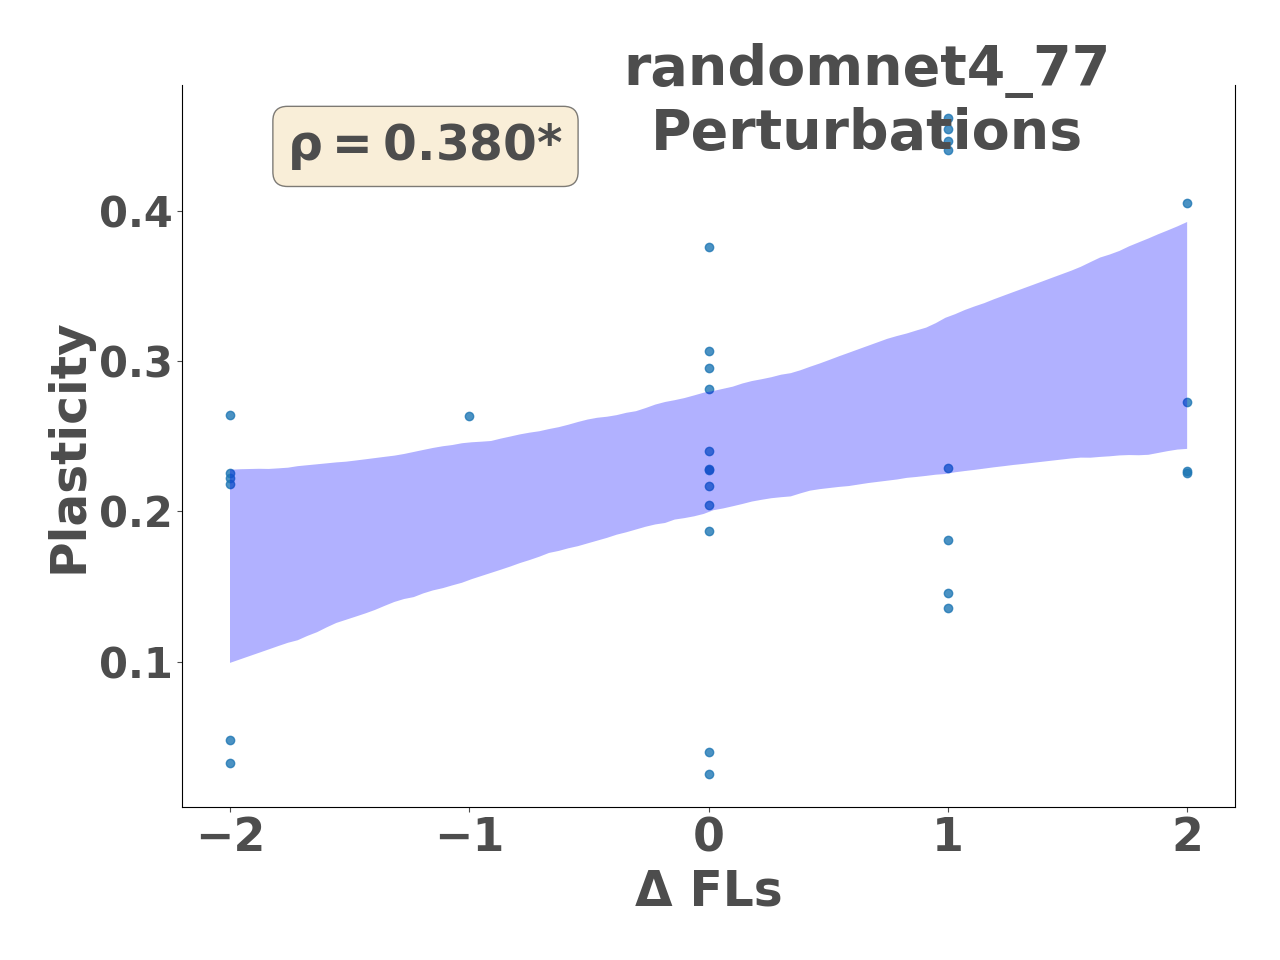 randomnet4_77
Perturbations
ρ = 0.380*
Plasticity
0.4
0.3
0.2
0.1
−2 −1 0 1 2
Δ FLs